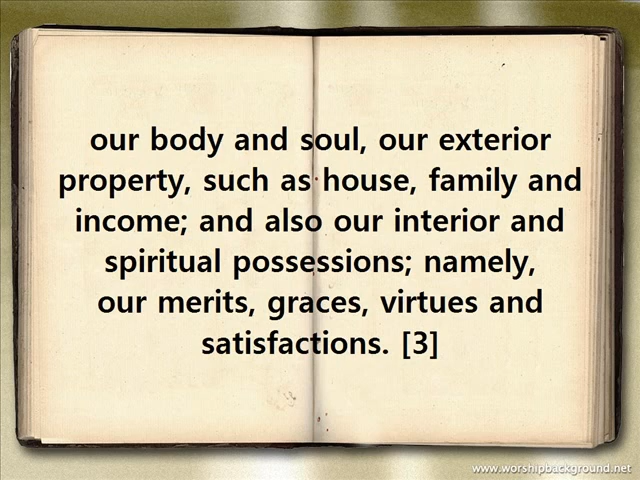 our body and soul, our exterior
property, such as house, family and
income; and also our interior and
spiritual possessions; namely,
our merits, graces, virtues and
satisfactions. [3]
www.worshipbackground.net